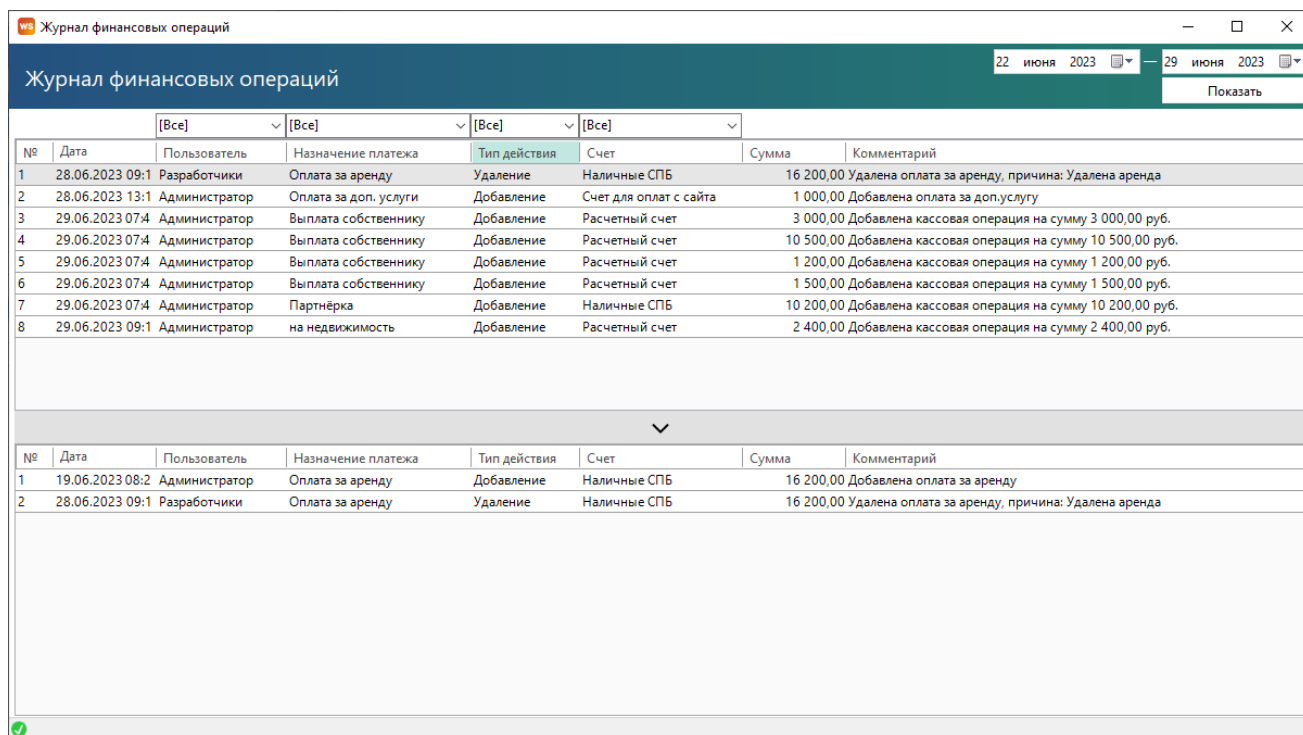 WS Журнал финансовых операций
Журнал финансовых операций
22 июня 2023 — 29 июня 2023
Показать
[Все] [Все] [Все] [Все]
№ Дата Пользователь Назначение платежа Тип действия Счет Сумма Комментарий
1 28.06.2023 09:1 Разработчики Оплата за аренду Удаление Наличные СПБ 16 200,00 Удалена оплата за аренду, причина: Удалена аренда
2 28.06.2023 13:1 Администратор Оплата за доп. услуги Добавление Счет для оплат с сайта 1 000,00 Добавлена оплата за доп.услугу
3 29.06.2023 07:4 Администратор Выплата собственнику Добавление Расчетный счет 3 000,00 Добавлена кассовая операция на сумму 3 000,00 руб.
4 29.06.2023 07:4 Администратор Выплата собственнику Добавление Расчетный счет 10 500,00 Добавлена кассовая операция на сумму 10 500,00 руб.
5 29.06.2023 07:4 Администратор Выплата собственнику Добавление Расчетный счет 1 200,00 Добавлена кассовая операция на сумму 1 200,00 руб.
6 29.06.2023 07:4 Администратор Выплата собственнику Добавление Расчетный счет 1 500,00 Добавлена кассовая операция на сумму 1 500,00 руб.
7 29.06.2023 07:4 Администратор Партнёрка Добавление Наличные СПБ 10 200,00 Добавлена кассовая операция на сумму 10 200,00 руб.
8 29.06.2023 09:1 Администратор на недвижимость Добавление Расчетный счет 2 400,00 Добавлена кассовая операция на сумму 2 400,00 руб.
№ Дата Пользователь Назначение платежа Тип действия Счет Сумма Комментарий
1 19.06.2023 08:2 Администратор Оплата за аренду Добавление Наличные СПБ 16 200,00 Добавлена оплата за аренду
2 28.06.2023 09:1 Разработчики Оплата за аренду Удаление Наличные СПБ 16 200,00 Удалена оплата за аренду, причина: Удалена аренда